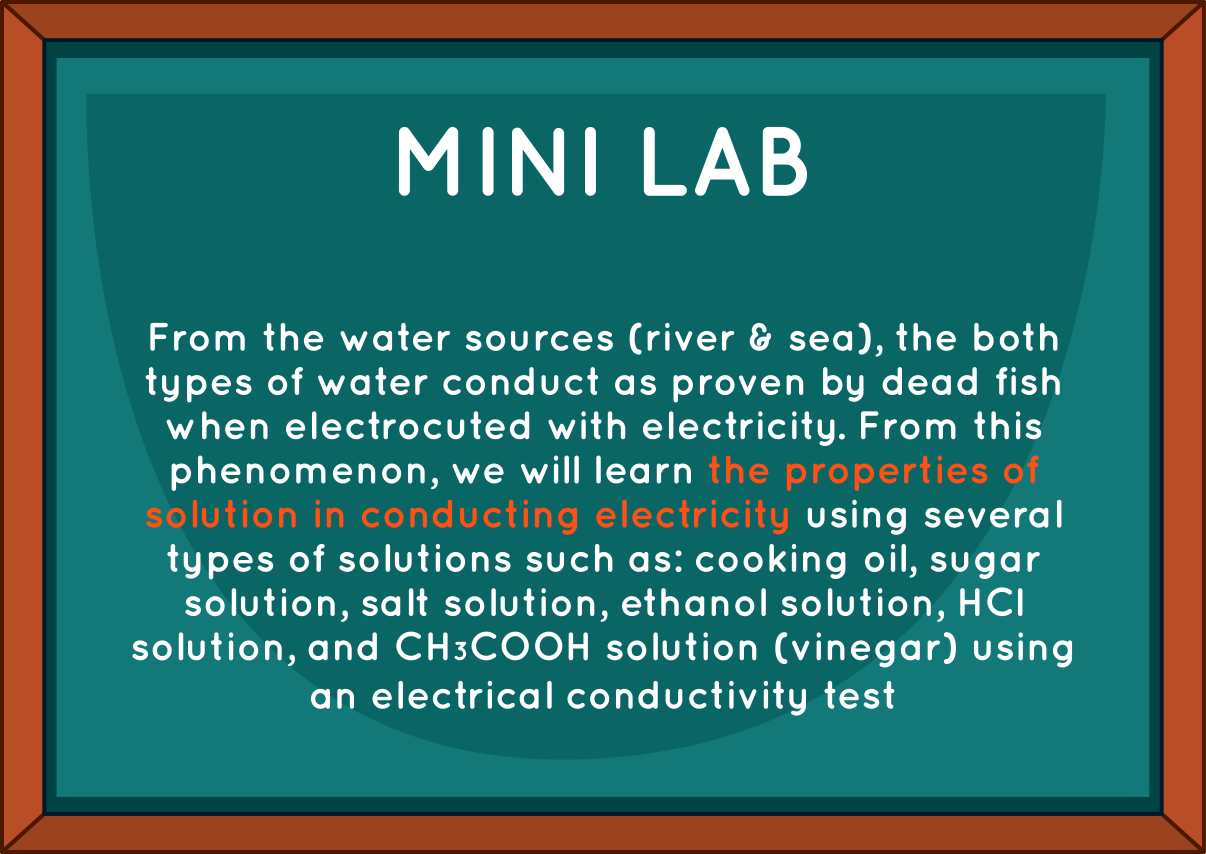 MINI LAB
From the water sources (river & sea), the both
types of water conduct as proven by dead fish
when electrocuted with electricity. From this
phenomenon, we will learn the properties of
solution in conducting electricity using several
types of solutions such as: cooking oil, sugar
solution, salt solution, ethanol solution, HCl
solution, and CH₃COOH solution (vinegar) using
an electrical conductivity test